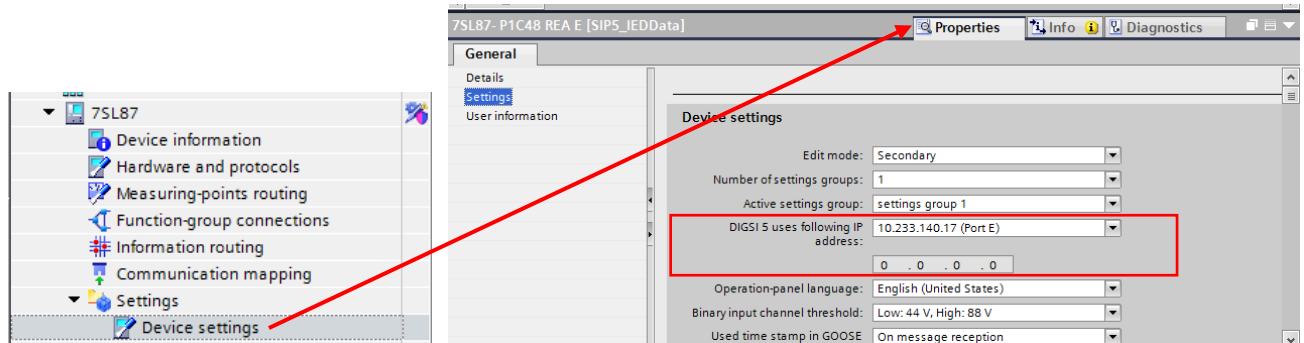 7SL87
Device information
Hardware and protocols
Measuring-points routing
Function-group connections
Information routing
Communication mapping
Settings
Device settings
7SL87- P1C48 REA E [SIP5_IEDData]
Properties
Info
Diagnostics
General
Details
Settings
User information
Device settings
Edit mode: Secondary
Number of settings groups: 1
Active settings group: settings group 1
DIGSI 5 uses following IP 10.233.140.17 (Port E)
address:
0 . 0 . 0 . 0
Operation-panel language: English (United States)
Binary input channel threshold: Low: 44 V, High: 88 V
Used time stamp in GOOSE On message reception